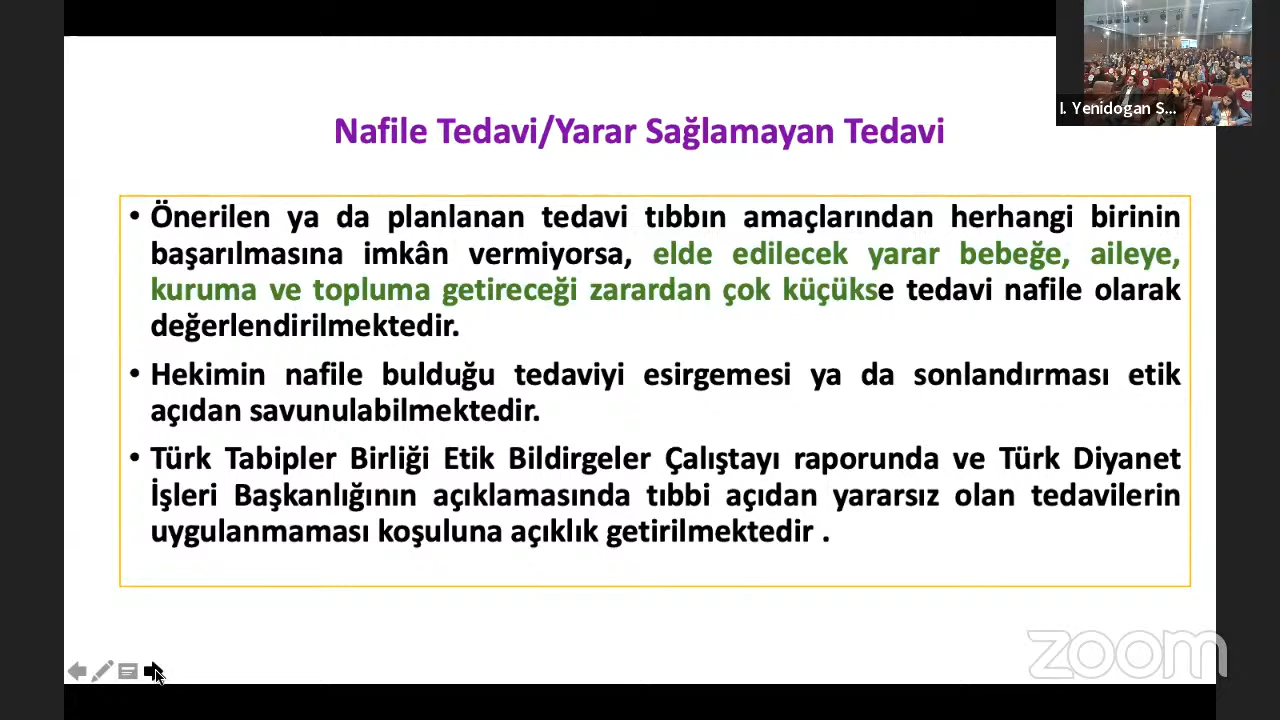 I. Yenidogan S...
Nafile Tedavi/Yarar Sağlamayan Tedavi
• Önerilen ya da planlanan tedavi tıbbın amaçlarından herhangi birinin
başarılmasına imkân vermiyorsa, elde edilecek yarar bebeğe, aileye,
kuruma ve topluma getireceği zarardan çok küçükse tedavi nafile olarak
değerlendirilmektedir.
• Hekimin nafile bulduğu tedaviyi esirgemesi ya da sonlandırması etik
açıdan savunulabilmektedir.
• Türk Tabipler Birliği Etik Bildirgeler Çalıştayı raporunda ve Türk Diyanet
İşleri Başkanlığının açıklamasında tıbbi açıdan yararsız olan tedavilerin
uygulanmaması koşuluna açıklık getirilmektedir .
zoom